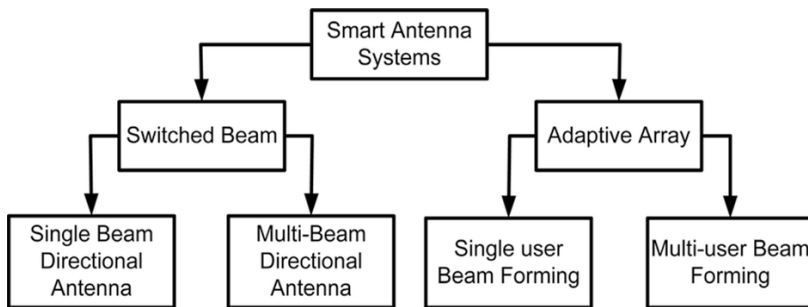 Smart Antenna
Systems
Switched Beam
Adaptive Array
Single Beam
Directional
Antenna
Multi-Beam
Directional
Antenna
Single user
Beam Forming
Multi-user Beam
Forming